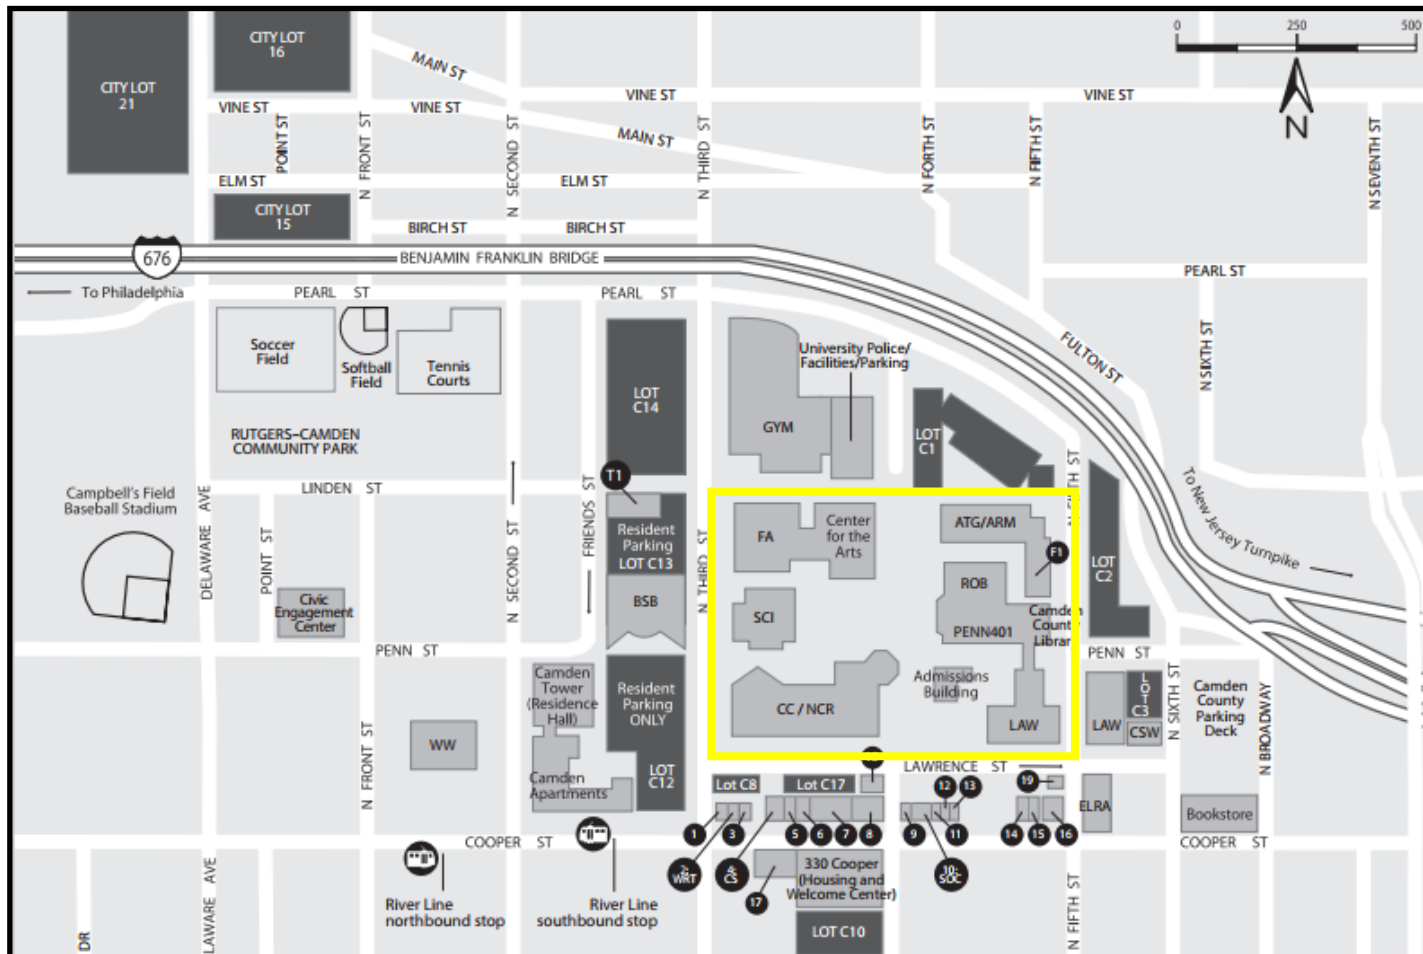 0 250 500
N
CITY LOT
21
CITY LOT
16
MAIN ST
VINE ST
VINE ST
VINE ST
VINE ST
MAIN ST
POINT ST
N FRONT ST
N SECOND ST
N THIRD ST
N FORTH ST
N FIFTH ST
N SEVENTH ST
ELM ST
ELM ST
CITY LOT
15
BIRCH ST
BIRCH ST
676
BENJAMIN FRANKLIN BRIDGE
PEARL ST
To Philadelphia
PEARL ST
PEARL ST
N SIXTH ST
FULTON ST
Soccer
Field
Softball
Field
Tennis
Courts
LOT
C14
University Police/
Facilities/Parking
GYM
LOT
C1
RUTGERS–CAMDEN
COMMUNITY PARK
T1
LINDEN ST
Campbell's Field
Baseball Stadium
DELAWARE AVE
POINT ST
N SECOND ST
FRIENDS ST
N THIRD ST
Resident
Parking
LOT C13
BSB
FA
Center
for the
Arts
ATG/ARM
F1
LOT
C2
To New Jersey Turnpike
Civic
Engagement
Center
SCI
ROB
PENN401
Camden
County
Library
PENN ST
PENN ST
Camden
Tower
(Residence
Hall)
Resident
Parking
ONLY
Admissions
Building
LOT
C3
N SIXTH ST
Camden
County
Parking
Deck
N BROADWAY
WW
N FRONT ST
CC / NCR
LAW
LAW
CSW
Camden
Apartments
LOT
C12
LAWRENCE ST
Lot C8
Lot C17
12
13
19
ELRA
Bookstore
1
3
5
6
7
8
9
11
14
15
16
COOPER ST
COOPER ST
2-
WRT
4-
CS
10-
SOC
17
330 Cooper
(Housing and
Welcome Center)
River Line
northbound stop
River Line
southbound stop
LOT C10
DR
LAWARE AVE
N FIFTH ST